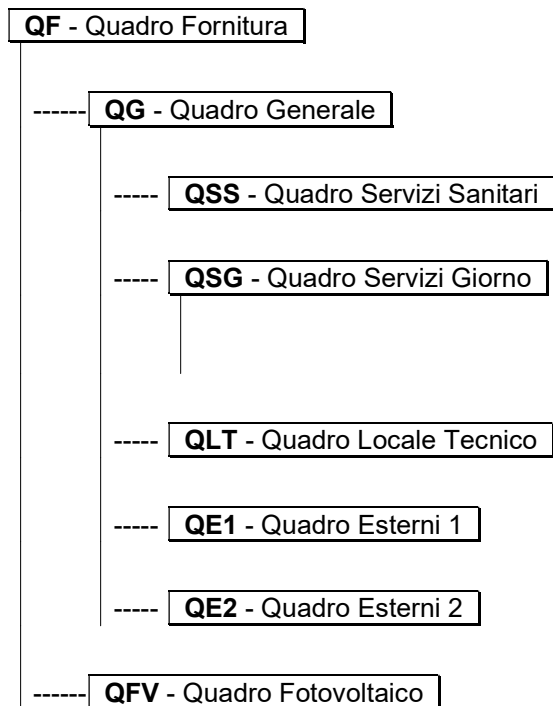 QF - Quadro Fornitura
QG - Quadro Generale
QSS - Quadro Servizi Sanitari
QSG - Quadro Servizi Giorno
QLT - Quadro Locale Tecnico
QE1 - Quadro Esterni 1
QE2 - Quadro Esterni 2
QFV - Quadro Fotovoltaico